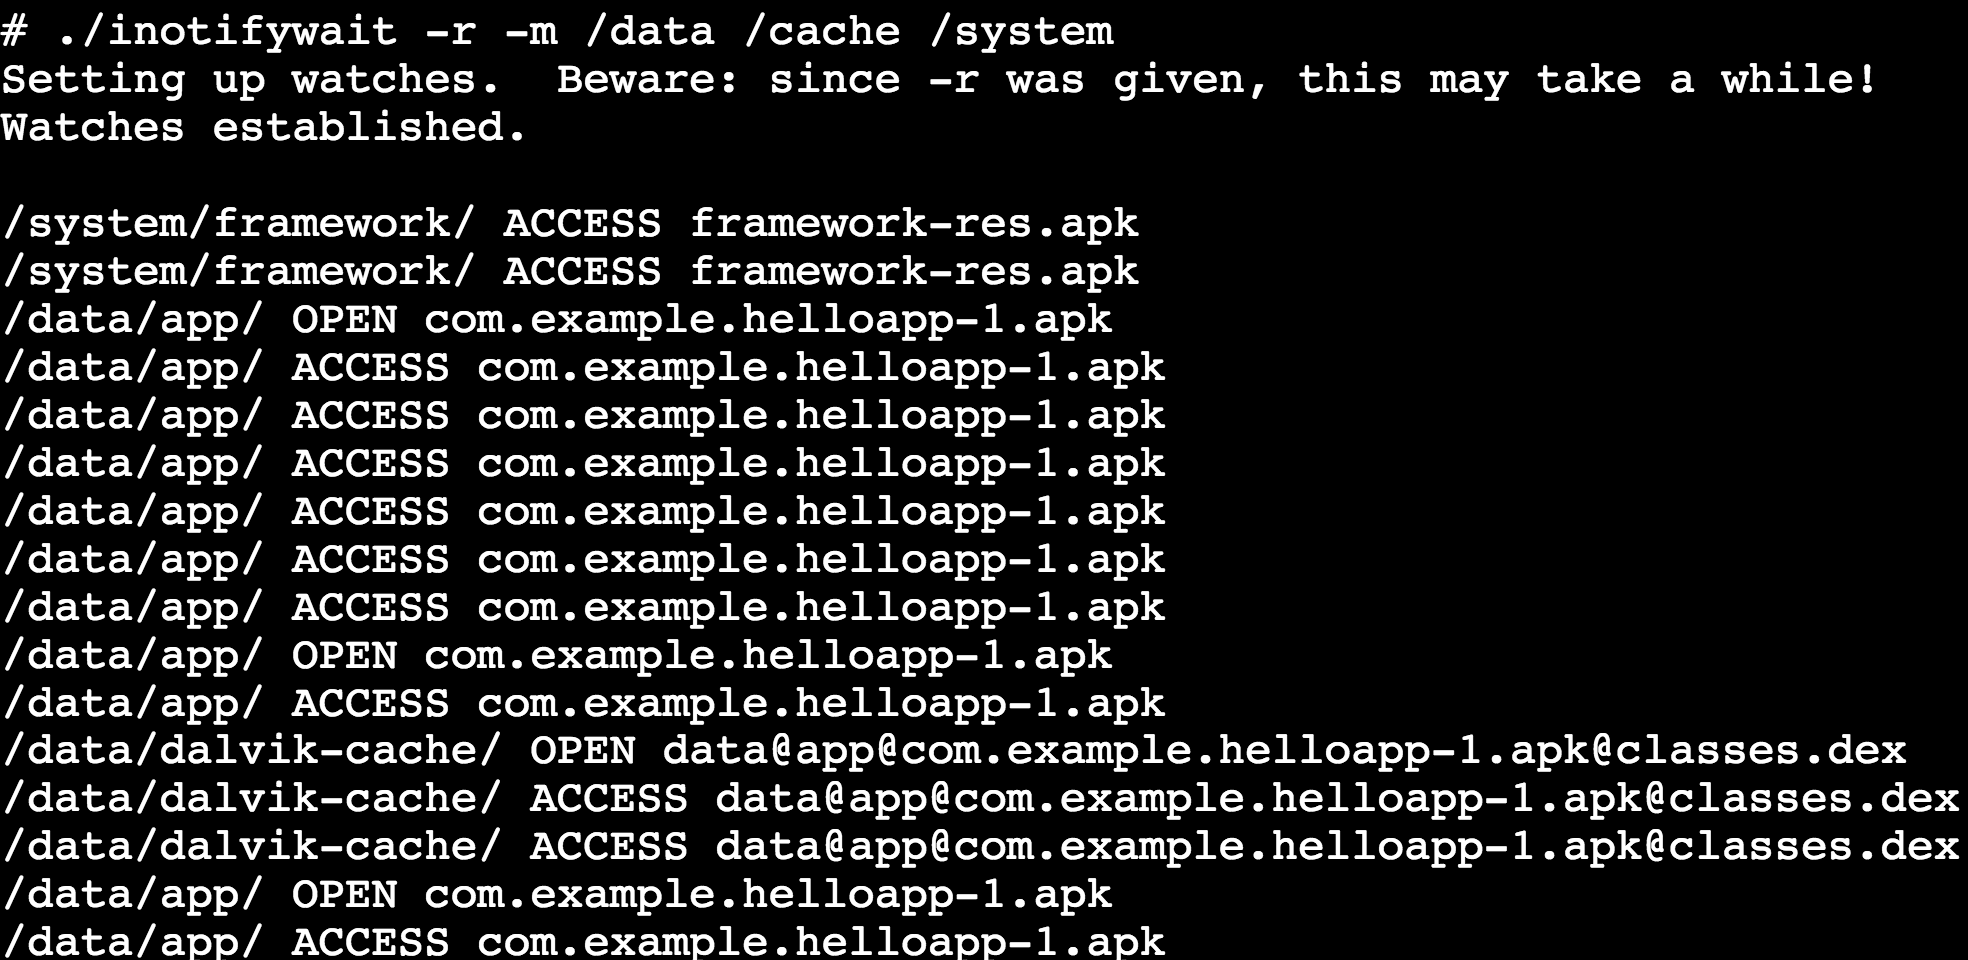 # ./inotifywait -r -m /data /cache /system
Setting up watches.  Beware: since -r was given, this may take a while!
Watches established.

/system/framework/ ACCESS framework-res.apk
/system/framework/ ACCESS framework-res.apk
/data/app/ OPEN com.example.helloapp-1.apk
/data/app/ ACCESS com.example.helloapp-1.apk
/data/app/ ACCESS com.example.helloapp-1.apk
/data/app/ ACCESS com.example.helloapp-1.apk
/data/app/ ACCESS com.example.helloapp-1.apk
/data/app/ ACCESS com.example.helloapp-1.apk
/data/app/ ACCESS com.example.helloapp-1.apk
/data/app/ OPEN com.example.helloapp-1.apk
/data/app/ ACCESS com.example.helloapp-1.apk
/data/dalvik-cache/ OPEN data@app@com.example.helloapp-1.apk@classes.dex
/data/dalvik-cache/ ACCESS data@app@com.example.helloapp-1.apk@classes.dex
/data/dalvik-cache/ ACCESS data@app@com.example.helloapp-1.apk@classes.dex
/data/app/ OPEN com.example.helloapp-1.apk
/data/app/ ACCESS com.example.helloapp-1.apk